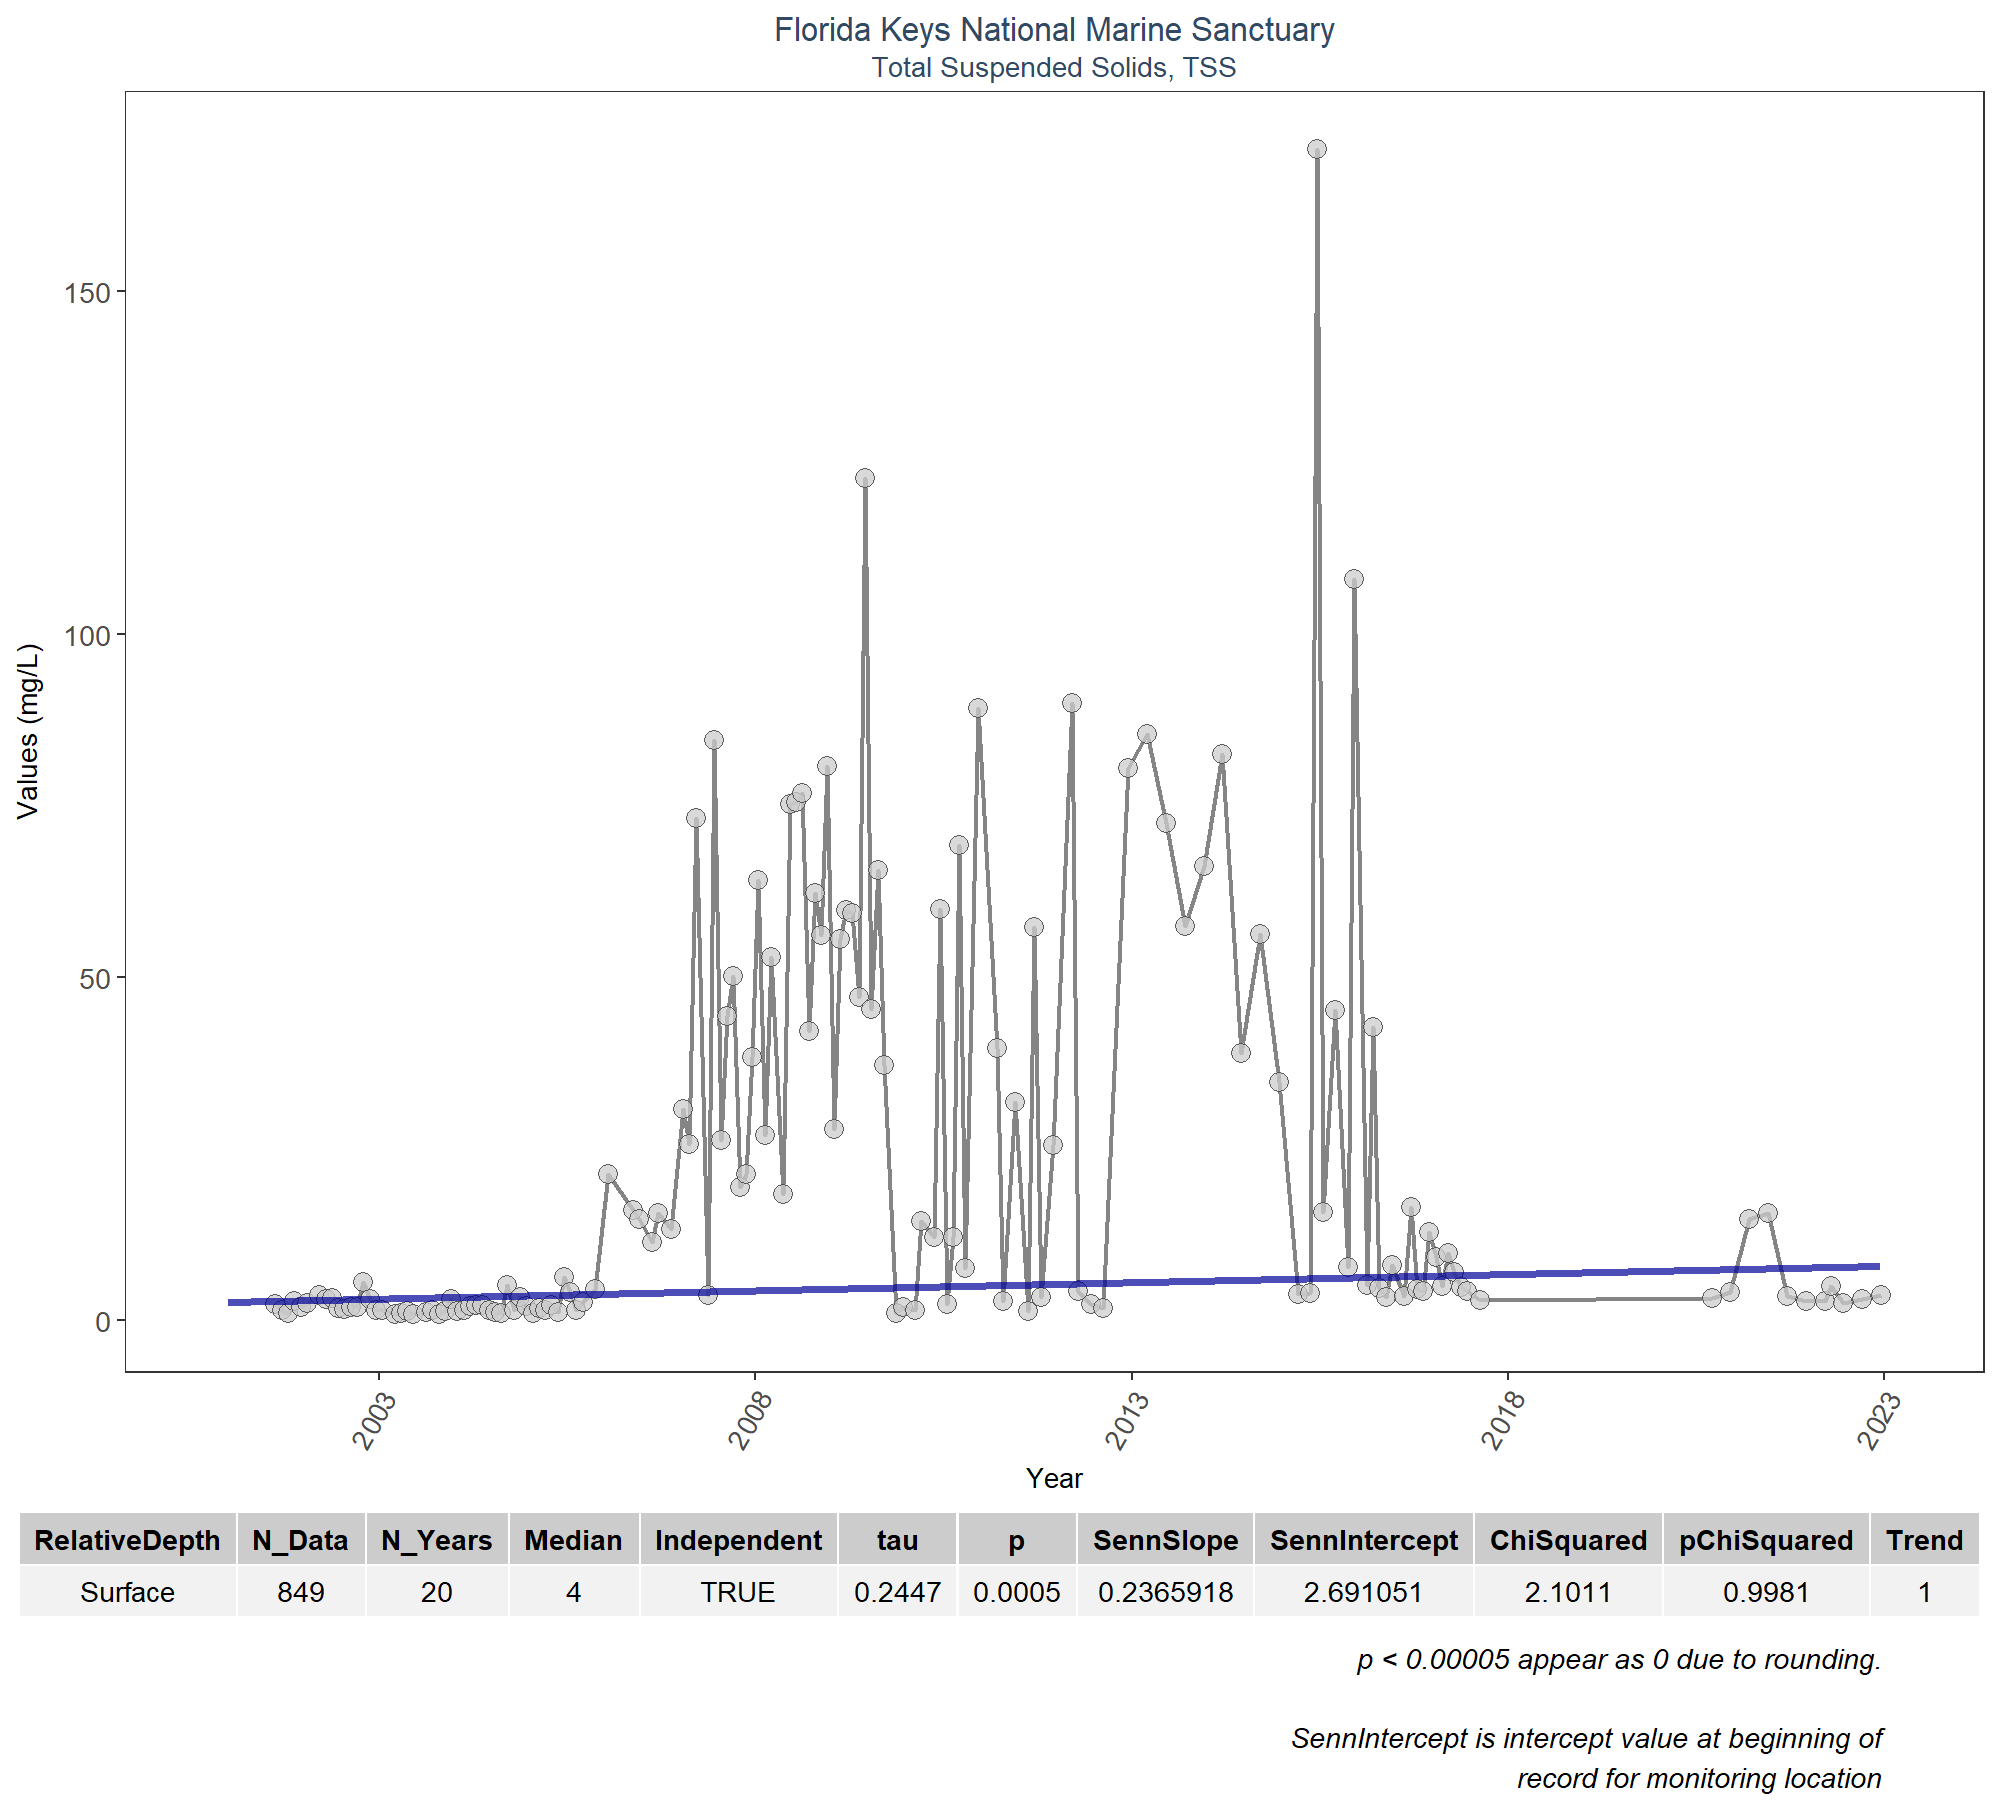 Florida Keys National Marine Sanctuary
Total Suspended Solids, TSS
Values (mg/L)
150
100
50
0
2003 2008 2013 2018 2023
Year
RelativeDepth N_Data N_Years Median Independent tau p SennSlope SennIntercept ChiSquared pChiSquared Trend
Surface 849 20 4 TRUE 0.2447 0.0005 0.2365918 2.691051 2.1011 0.9981 1
p < 0.00005 appear as 0 due to rounding.
SennIntercept is intercept value at beginning of
record for monitoring location